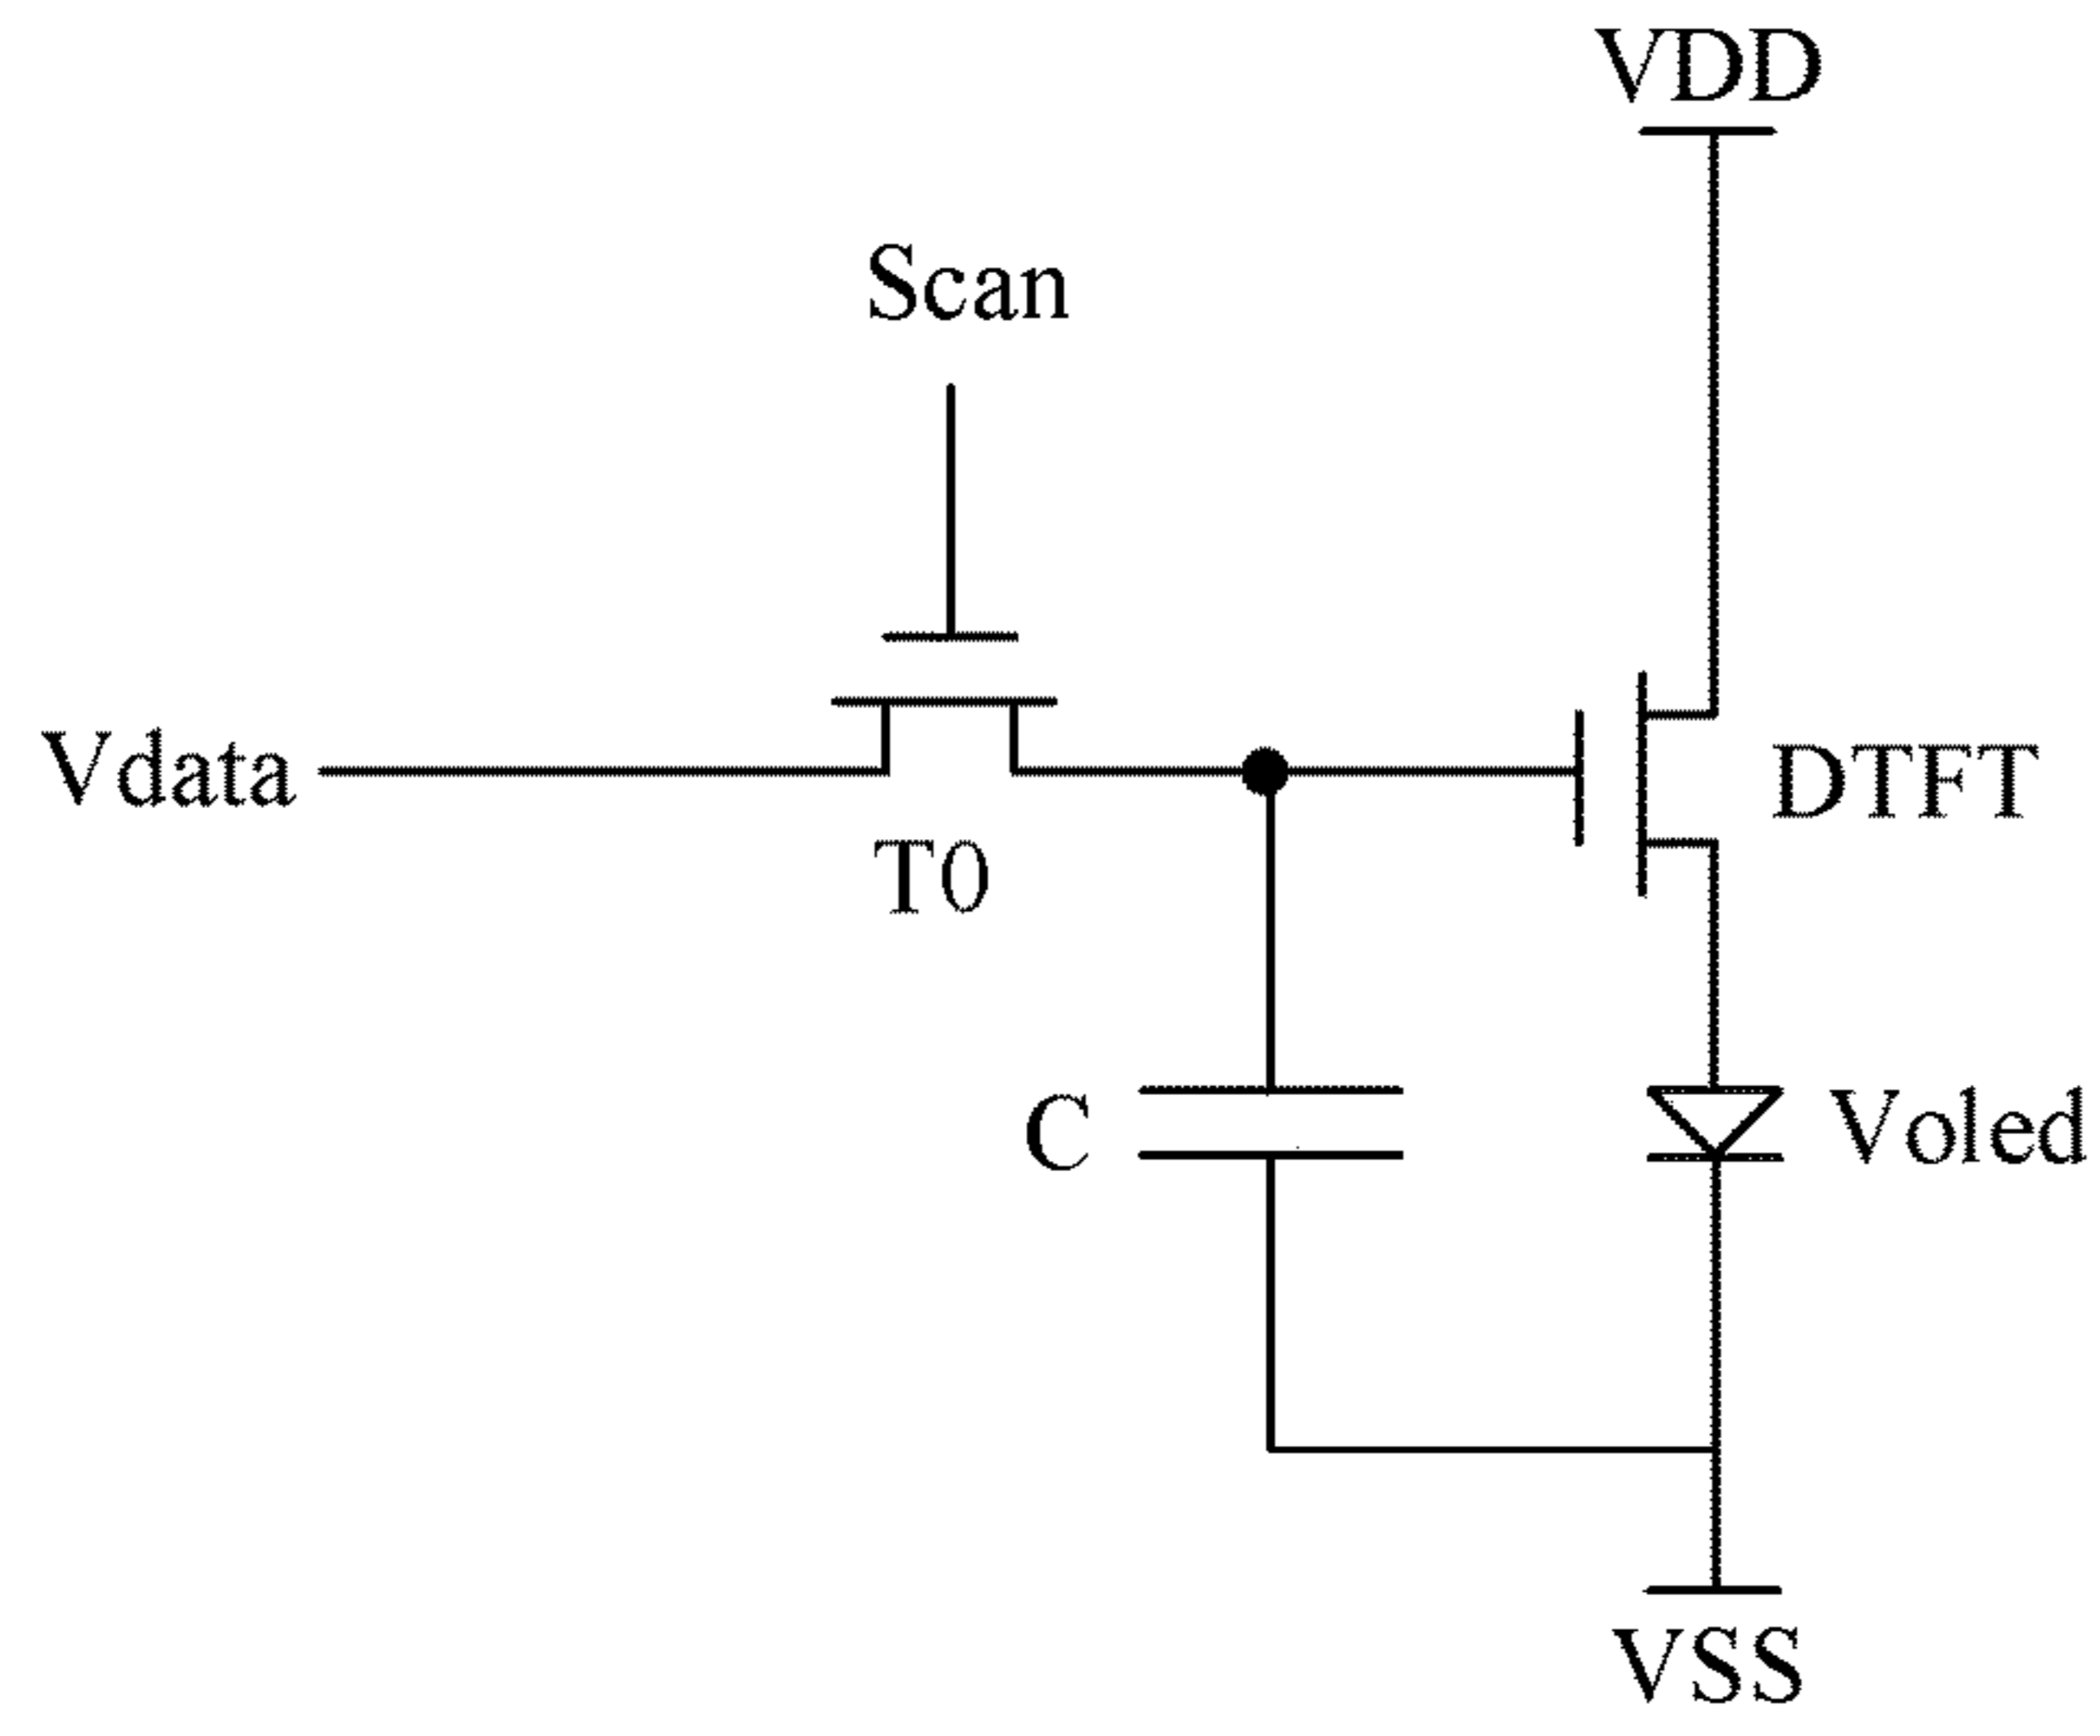 VDD
Scan
Vdata
DTFT
T0
C
Voled
VSS